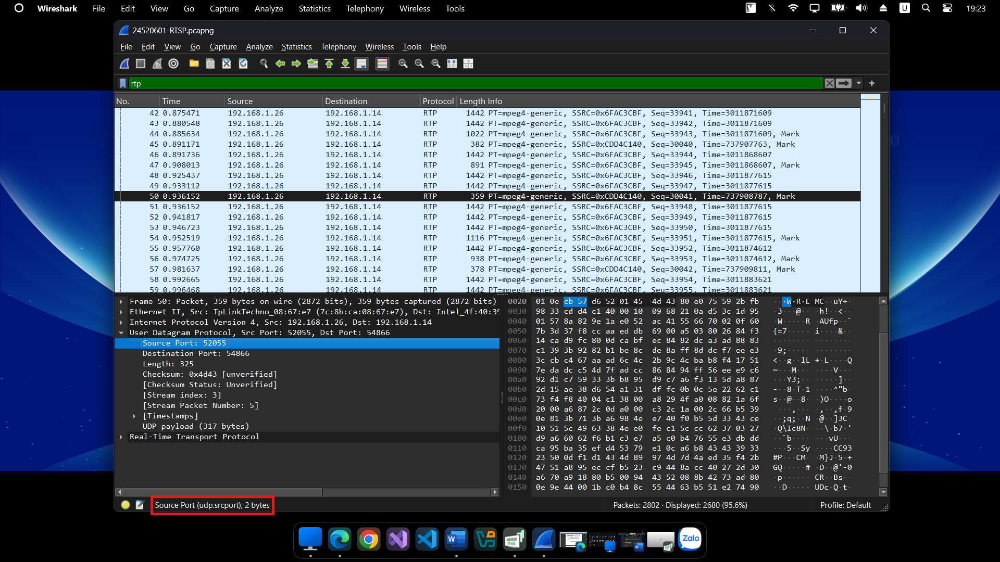 Wireshark File Edit View Go Capture Analyze Statistics Telephony Wireless Tools U 19:23
24520601-RTSP.pcapng
File Edit View Go Capture Analyze Statistics Telephony Wireless Tools Help
rtp
No. Time Source Destination Protocol Length Info
42 0.875471 192.168.1.26 192.168.1.14 RTP 1442 PT=mpeg4-generic, SSRC=0x6FAC3CBF, Seq=33941, Time=3011871609
43 0.880548 192.168.1.26 192.168.1.14 RTP 1442 PT=mpeg4-generic, SSRC=0x6FAC3CBF, Seq=33942, Time=3011871609
44 0.885634 192.168.1.26 192.168.1.14 RTP 1022 PT=mpeg4-generic, SSRC=0x6FAC3CBF, Seq=33943, Time=3011871609, Mark
45 0.891171 192.168.1.26 192.168.1.14 RTP 382 PT=mpeg4-generic, SSRC=0xCDD4C140, Seq=30040, Time=737907763, Mark
46 0.891736 192.168.1.26 192.168.1.14 RTP 1442 PT=mpeg4-generic, SSRC=0x6FAC3CBF, Seq=33944, Time=3011868607
47 0.908013 192.168.1.26 192.168.1.14 RTP 891 PT=mpeg4-generic, SSRC=0x6FAC3CBF, Seq=33945, Time=3011868607, Mark
48 0.925437 192.168.1.26 192.168.1.14 RTP 1442 PT=mpeg4-generic, SSRC=0x6FAC3CBF, Seq=33946, Time=3011877615
49 0.933112 192.168.1.26 192.168.1.14 RTP 1442 PT=mpeg4-generic, SSRC=0x6FAC3CBF, Seq=33947, Time=3011877615
50 0.936152 192.168.1.26 192.168.1.14 RTP 359 PT=mpeg4-generic, SSRC=0xCDD4C140, Seq=30041, Time=737908787, Mark
51 0.936152 192.168.1.26 192.168.1.14 RTP 1442 PT=mpeg4-generic, SSRC=0x6FAC3CBF, Seq=33948, Time=3011877615
52 0.941817 192.168.1.26 192.168.1.14 RTP 1442 PT=mpeg4-generic, SSRC=0x6FAC3CBF, Seq=33949, Time=3011877615
53 0.946723 192.168.1.26 192.168.1.14 RTP 1442 PT=mpeg4-generic, SSRC=0x6FAC3CBF, Seq=33950, Time=3011877615
54 0.952519 192.168.1.26 192.168.1.14 RTP 1116 PT=mpeg4-generic, SSRC=0x6FAC3CBF, Seq=33951, Time=3011877615, Mark
55 0.957760 192.168.1.26 192.168.1.14 RTP 1442 PT=mpeg4-generic, SSRC=0x6FAC3CBF, Seq=33952, Time=3011874612
56 0.974725 192.168.1.26 192.168.1.14 RTP 938 PT=mpeg4-generic, SSRC=0x6FAC3CBF, Seq=33953, Time=3011874612, Mark
57 0.981637 192.168.1.26 192.168.1.14 RTP 378 PT=mpeg4-generic, SSRC=0xCDD4C140, Seq=30042, Time=737909811, Mark
58 0.992665 192.168.1.26 192.168.1.14 RTP 1442 PT=mpeg4-generic, SSRC=0x6FAC3CBF, Seq=33954, Time=3011883621
59 0.996468 192.168.1.26 192.168.1.14 RTP 1442 PT=mpeg4-generic, SSRC=0x6FAC3CBF, Seq=33955, Time=3011883621
Frame 50: Packet, 359 bytes on wire (2872 bits), 359 bytes captured (2872 bits)
Ethernet II, Src: TpLinkTechno_08:67:e7 (7c:8b:ca:08:67:e7), Dst: Intel_4f:40:39
Internet Protocol Version 4, Src: 192.168.1.26, Dst: 192.168.1.14
User Datagram Protocol, Src Port: 52055, Dst Port: 54866
Source Port: 52055
Destination Port: 54866
Length: 325
Checksum: 0x4d43 [unverified]
[Checksum Status: Unverified]
[Stream index: 3]
[Stream Packet Number: 5]
[Timestamps]
UDP payload (317 bytes)
Real-Time Transport Protocol
0020 01 0e cb 57 d6 52 01 45 4d 43 80 e0 75 59 2b fb ···W·R·E MC··uY+·
0030 98 33 cd d4 c1 40 00 10 09 68 21 0a d5 3c 1d 95 ·3···@·· ·h!··<··
0040 01 57 8a 82 9e 1a e0 52 ac 41 55 66 70 02 0f 60 ·W·····R ·AUfp··`
0050 7b 3d 37 f8 cc aa ed db 69 00 a5 03 80 26 84 f3 {=7····· i····&··
0060 14 ca d9 fc 80 0d ca bf ec 84 82 dc a3 ad 88 83 ········ ········
0070 c1 39 3b 92 82 b1 be 8c de 8a ff 8d dc f7 ee e3 ·9;····· ········
0080 3c cb c4 67 aa ad 6c 4c 2b 9c 4c ba b8 f4 17 51 <··g··lL +·L····Q
0090 7e da dc c5 4d 7f ad cc 86 84 94 ff 56 ee e9 c6 ~···M··· ····V···
00a0 92 d1 c7 59 33 3b b8 95 d9 c7 a6 f3 13 5d a8 87 ···Y3;·· ·····]··
00b0 2d 15 ae 38 d6 54 a1 31 df fc 0b 0c 5e 22 62 c1 -··8·T·1 ····^"b·
00c0 73 f4 f8 40 04 c1 38 00 a8 29 4f a0 08 82 1a 6f s··@··8· ·)O····o
00d0 20 00 a6 87 2c 0d a0 00 c3 2c 1a 00 2c 66 b5 39 ···,··· ·,··,f·9
00e0 0e 81 3b 71 3b a6 98 4e e7 40 f0 b5 5d 33 43 ce ··;q;··N ·@··]3C·
00f0 10 51 5c 49 63 38 4e e0 fe c1 5c cc 62 37 03 27 ·Q\Ic8N· ··\·b7·'
0100 d9 a6 60 62 f6 b1 c3 e7 a5 c0 b4 76 55 e3 db dd ··`b···· ···vU···
0110 ca 95 ba 35 ef d4 53 79 e1 0c a6 b8 43 43 39 33 ···5··Sy ····CC93
0120 23 50 0d f1 d1 43 4d 89 97 4d 7d 4a ed 35 f4 2b #P···CM· ·M}J·5·+
0130 47 51 a8 95 ec cf b5 23 c9 44 8a cc 40 27 2d 30 GQ·····# ·D··@'-0
0140 a6 70 a9 18 80 b5 00 94 43 52 08 8b 42 73 ad 80 ·p······ CR··Bs··
0150 0e 9e 44 00 1b c0 b4 8c 55 44 63 b5 51 e2 74 90 ··D····· UDc·Q·t·
Source Port (udp.srcport), 2 bytes Packets: 2802 · Displayed: 2680 (95.6%) Profile: Default
W space desk Zalo